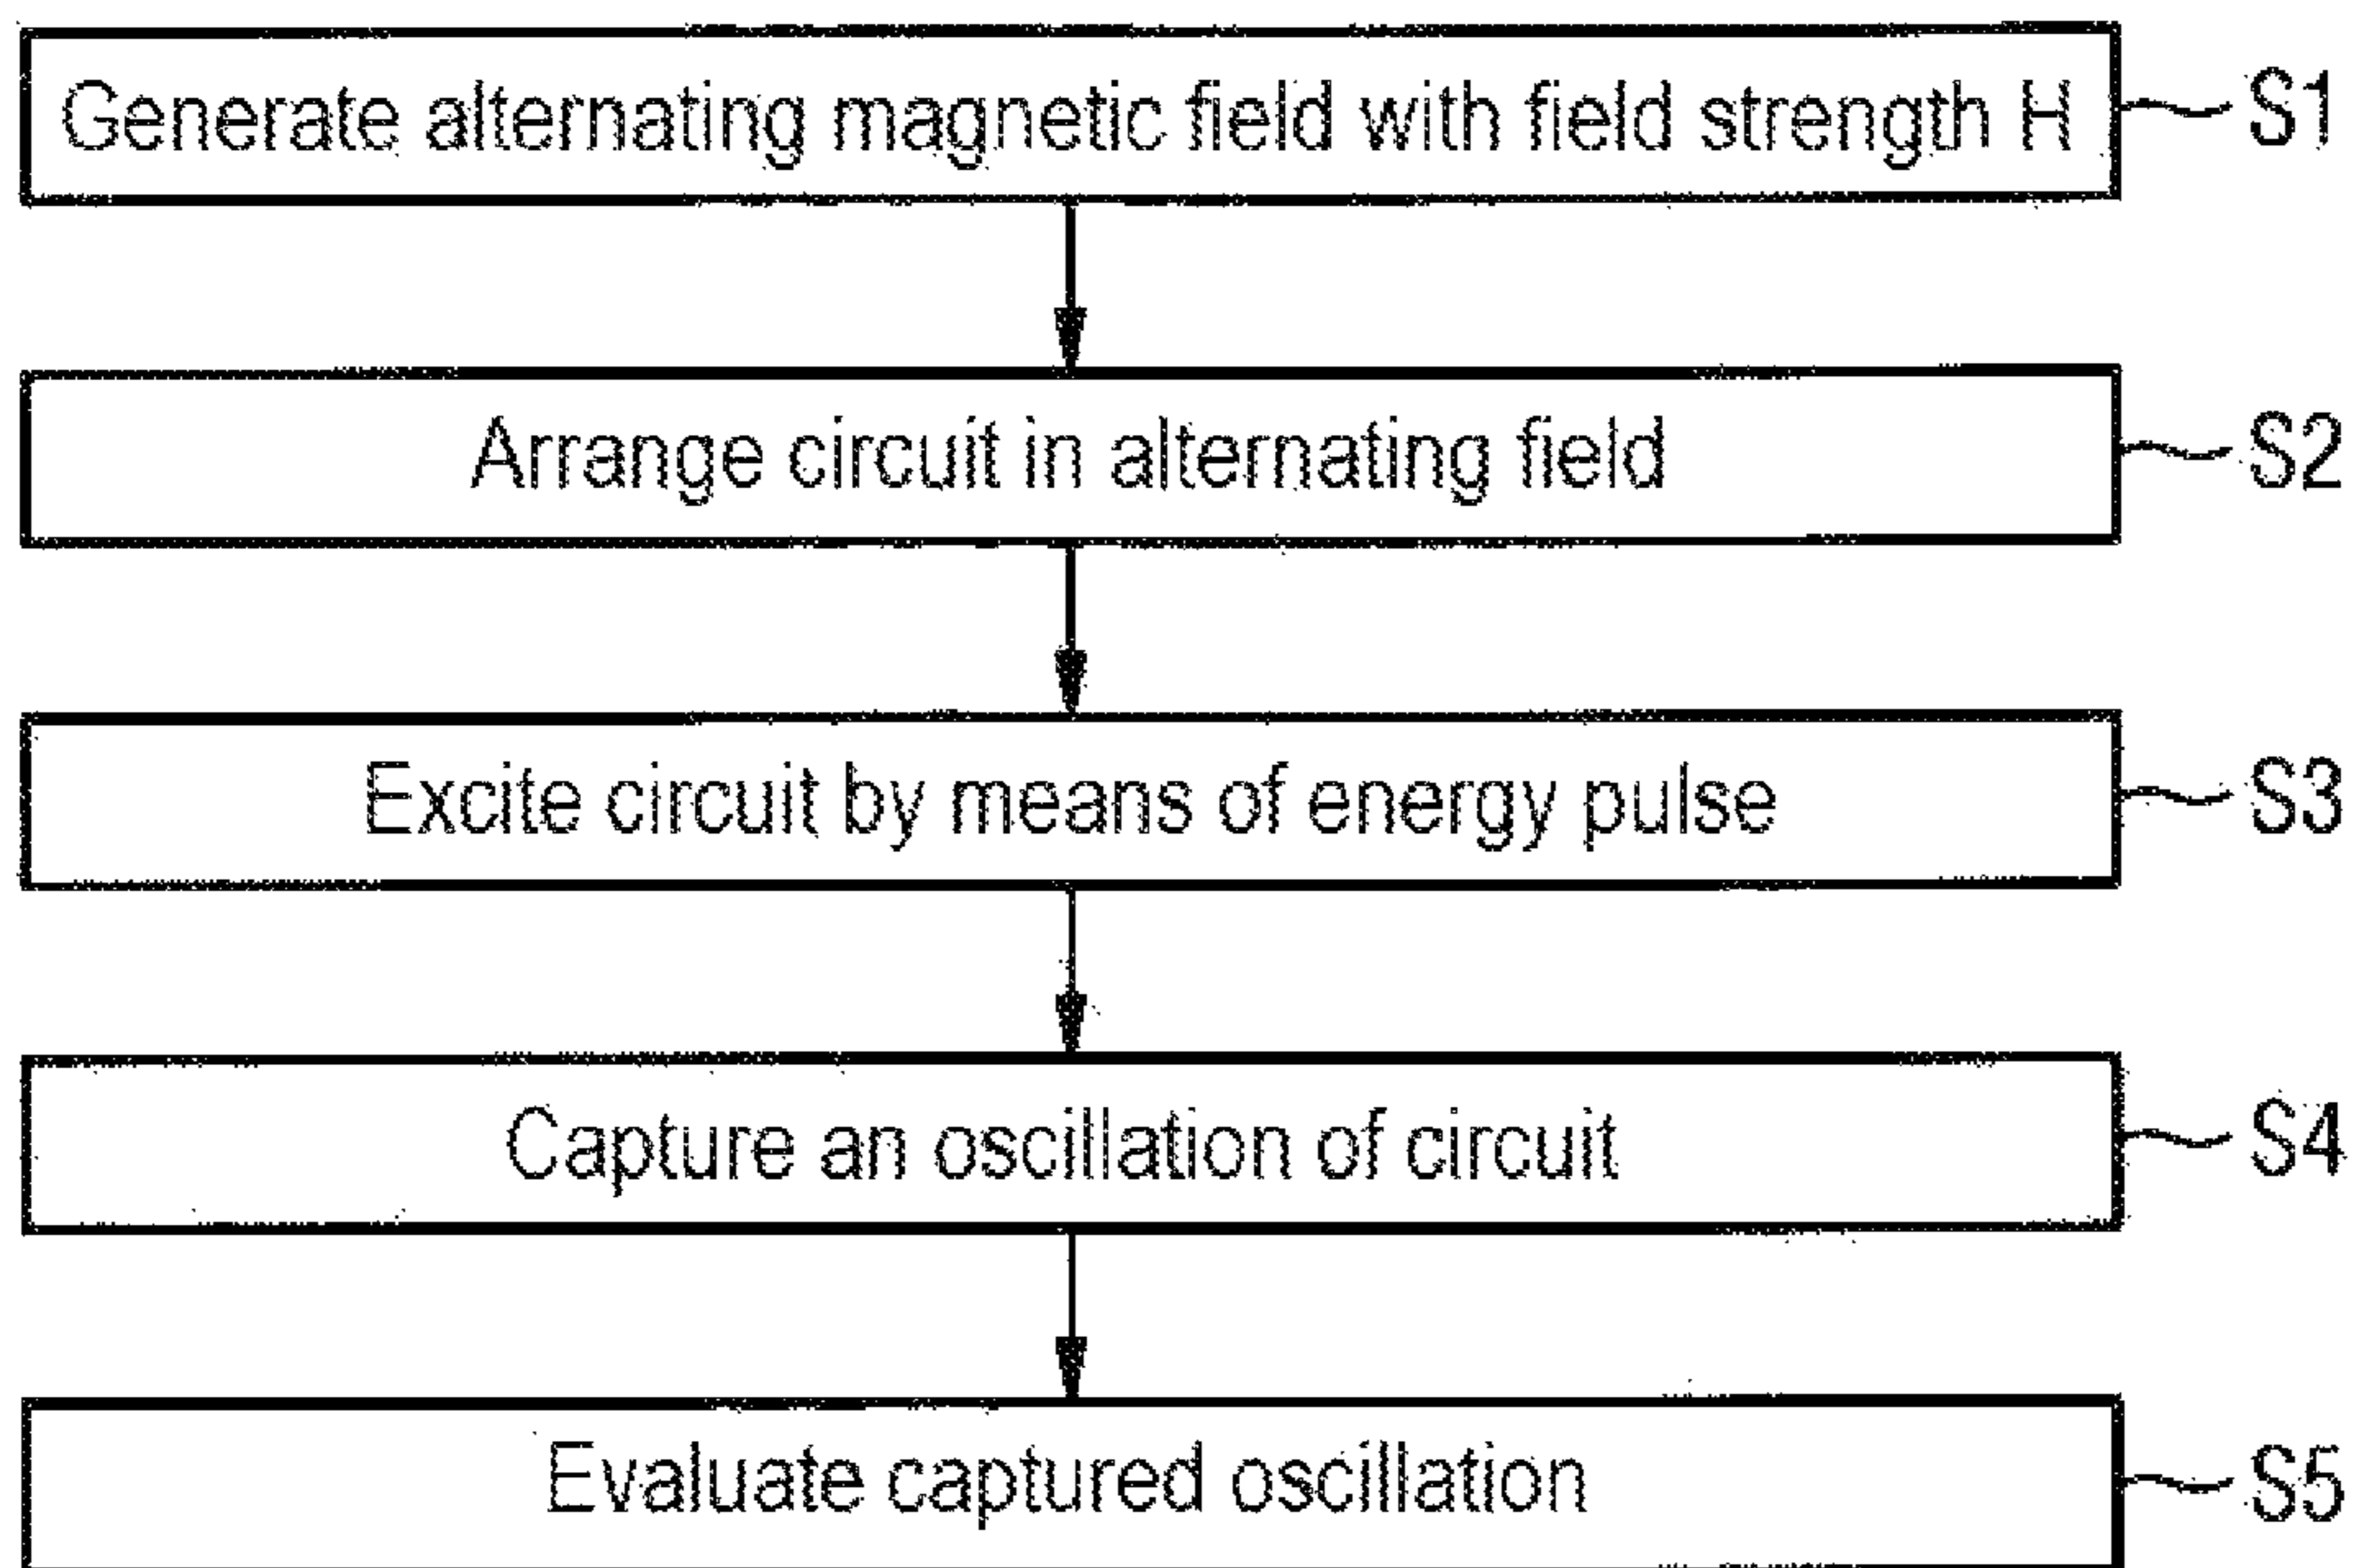 Generate alternating magnetic field with field strength H S1
Arrange circuit in alternating field S2
Excite circuit by means of energy pulse S3
Capture an oscillation of circuit S4
Evaluate captured oscillation S5